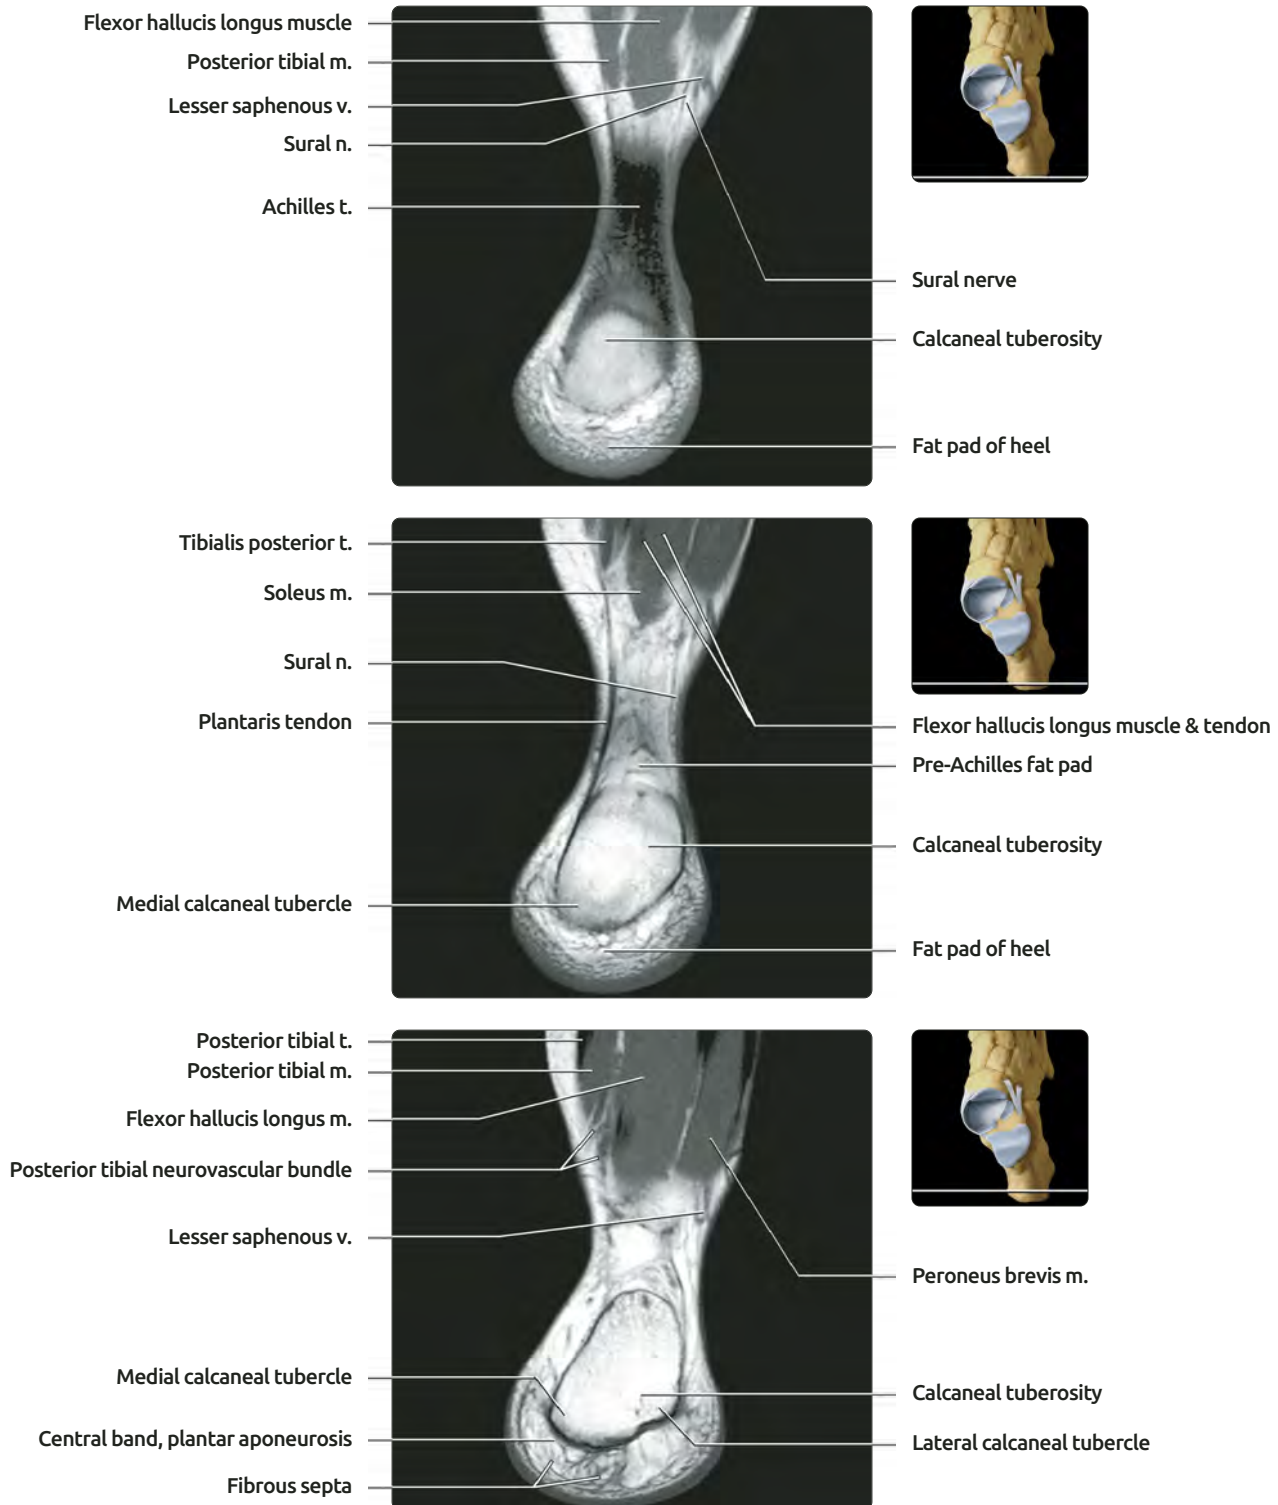 Flexor hallucis longus muscle
Posterior tibial m.
Lesser saphenous v.
Sural n.
Achilles t.
Sural nerve
Calcaneal tuberosity
Fat pad of heel
Tibialis posterior t.
Soleus m.
Sural n.
Plantaris tendon
Medial calcaneal tubercle
Flexor hallucis longus muscle & tendon
Pre-Achilles fat pad
Calcaneal tuberosity
Fat pad of heel
Posterior tibial t.
Posterior tibial m.
Flexor hallucis longus m.
Posterior tibial neurovascular bundle
Lesser saphenous v.
Medial calcaneal tubercle
Central band, plantar aponeurosis
Fibrous septa
Peroneus brevis m.
Calcaneal tuberosity
Lateral calcaneal tubercle